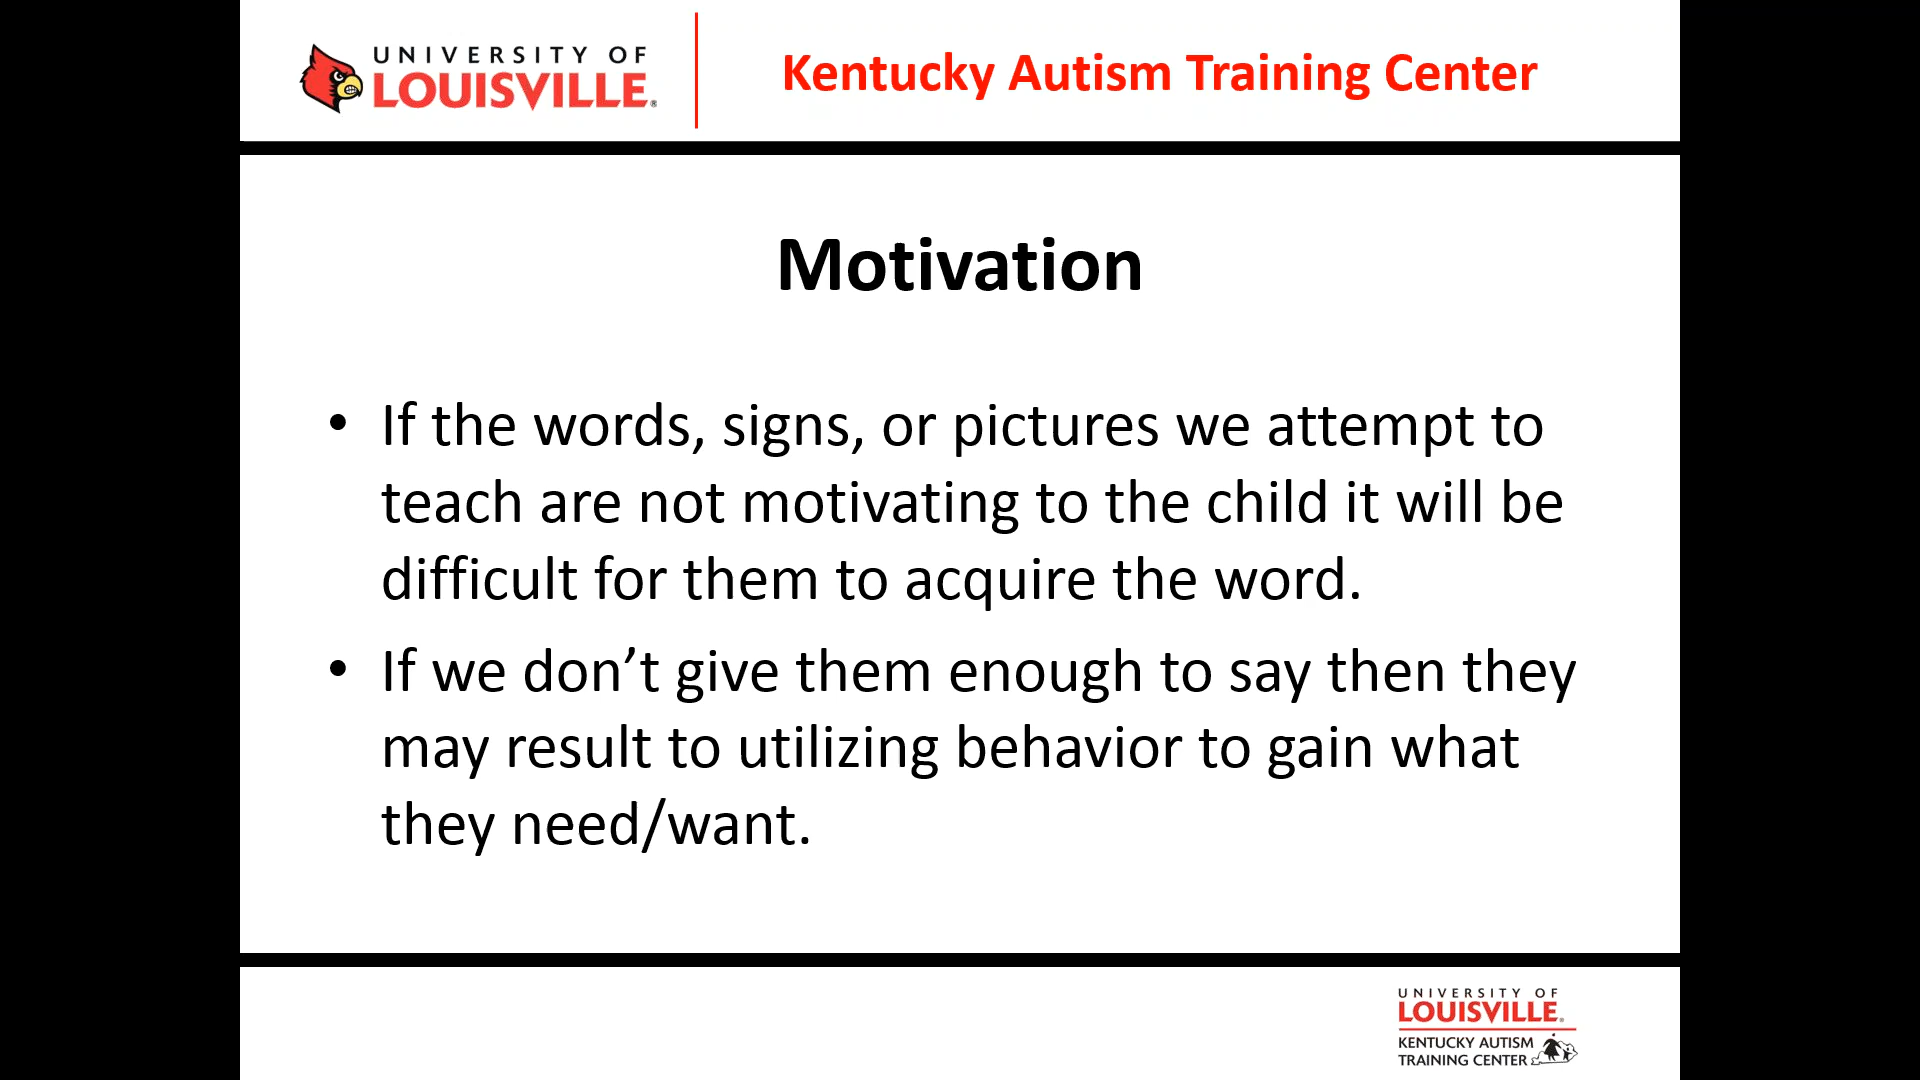 UNIVERSITY OF
LOUISVILLE®
Kentucky Autism Training Center
Motivation
• If the words, signs, or pictures we attempt to
teach are not motivating to the child it will be
difficult for them to acquire the word.
• If we don’t give them enough to say then they
may result to utilizing behavior to gain what
they need/want.
UNIVERSITY OF
LOUISVILLE®
KENTUCKY AUTISM
TRAINING CENTER